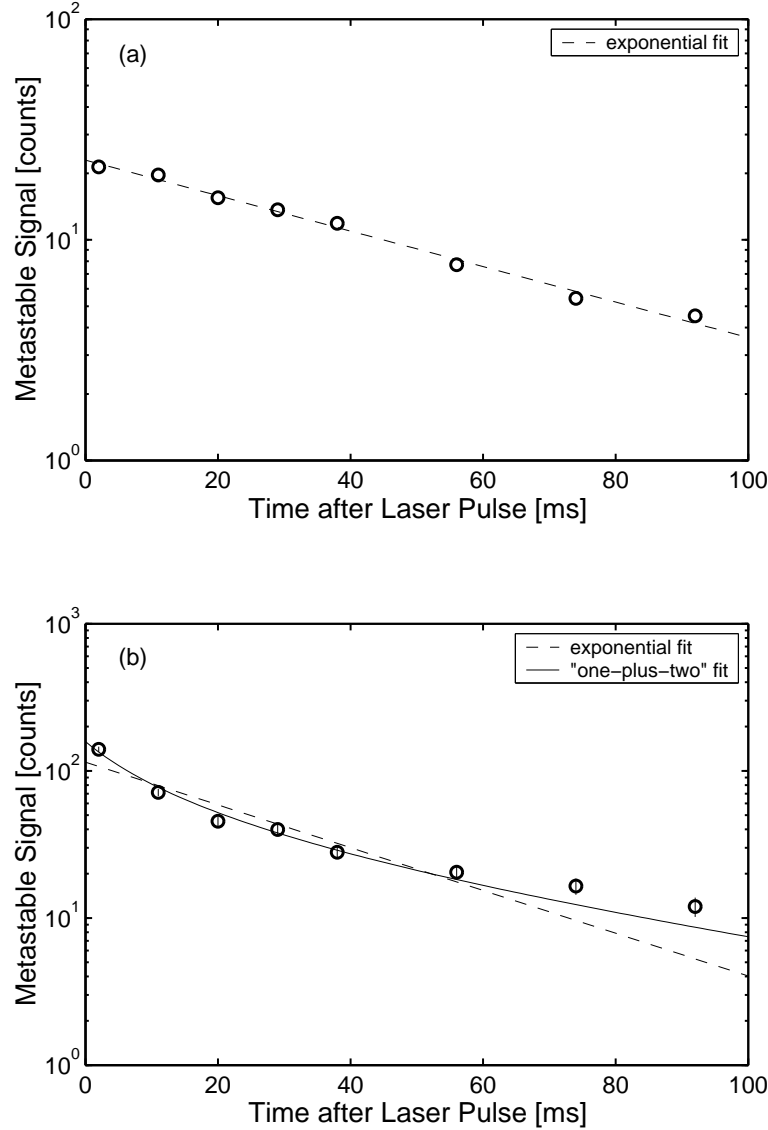 10^2
(a)
exponential fit
Metastable Signal [counts]
10^1
10^0
0 20 40 60 80 100
Time after Laser Pulse [ms]
10^3
(b)
exponential fit
"one−plus−two" fit
Metastable Signal [counts]
10^2
10^1
10^0
0 20 40 60 80 100
Time after Laser Pulse [ms]